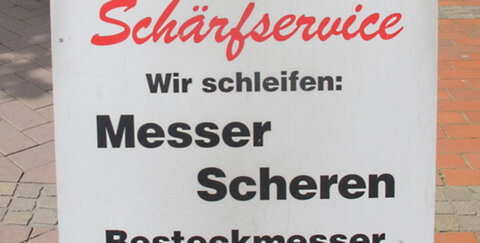 Schärfservice
Wir schleifen:
Messer
Scheren
Besteckmesser